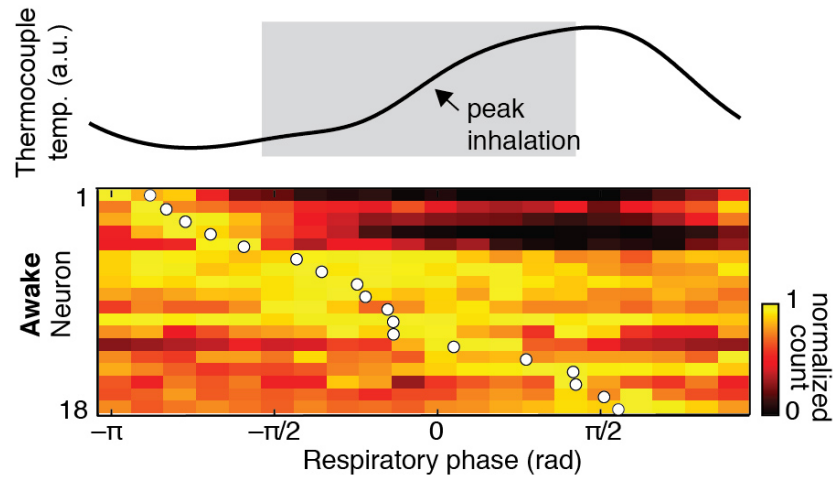 Thermocouple
temp. (a.u.)
peak
inhalation
Awake
Neuron
1
18
−π
−π/2
0
π/2
Respiratory phase (rad)
1
0
normalized
count